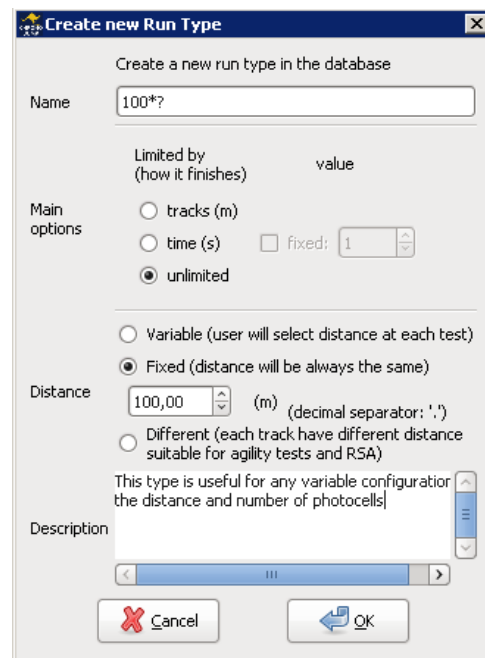 Create new Run Type
Create a new run type in the database
Name
100*?
Limited by
(how it finishes)
value
Main
options
tracks (m)
time (s)
fixed:
1
unlimited
Variable (user will select distance at each test)
Fixed (distance will be always the same)
Distance
100,00
(m)
(decimal separator: '.')
Different (each track have different distance
suitable for agility tests and RSA)
Description
This type is useful for any variable configuration
the distance and number of photocells
Cancel
OK